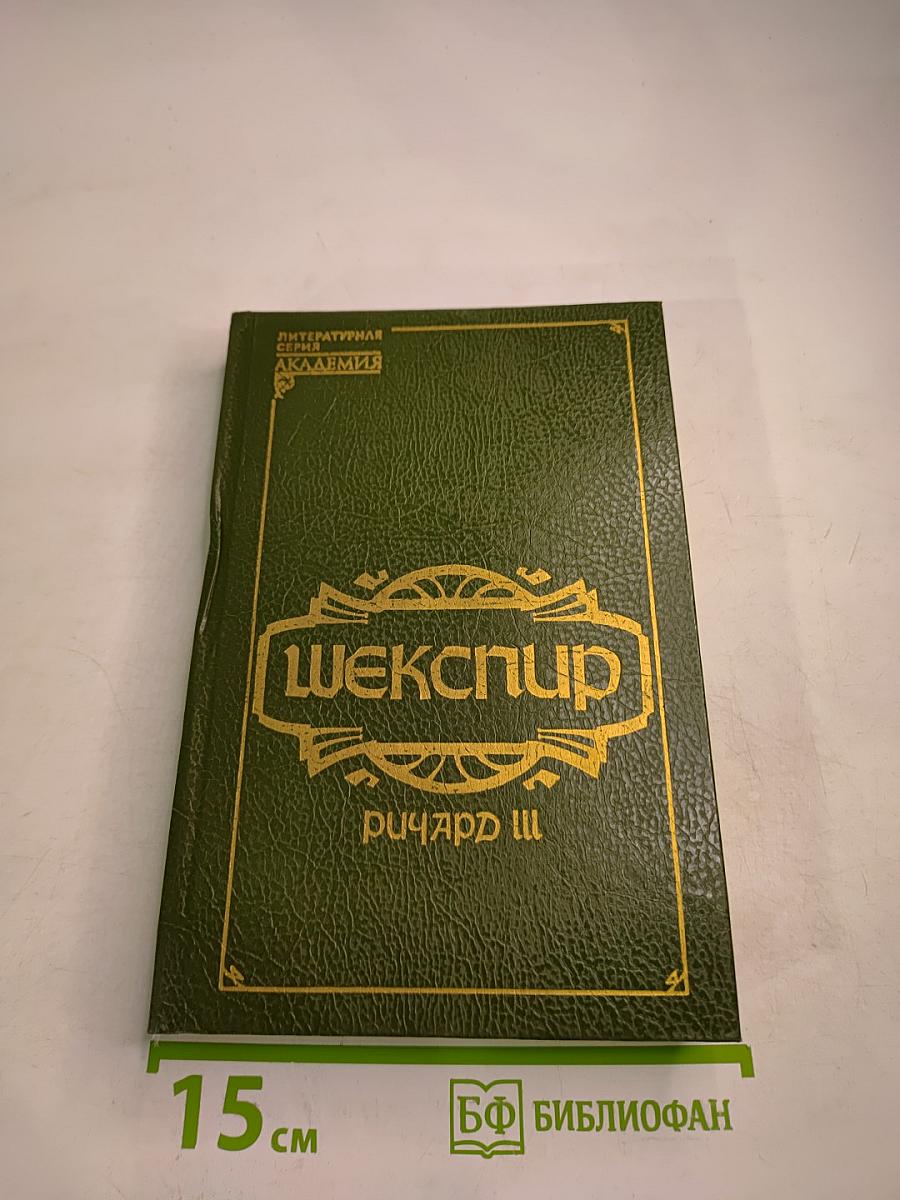 ЛИТЕРАТУРНАЯ
СЕРИЯ
АКАДЕМИЯ
ШЕКСПИР
РИЧАРД III
15 см
БФ БИБЛИОФАН